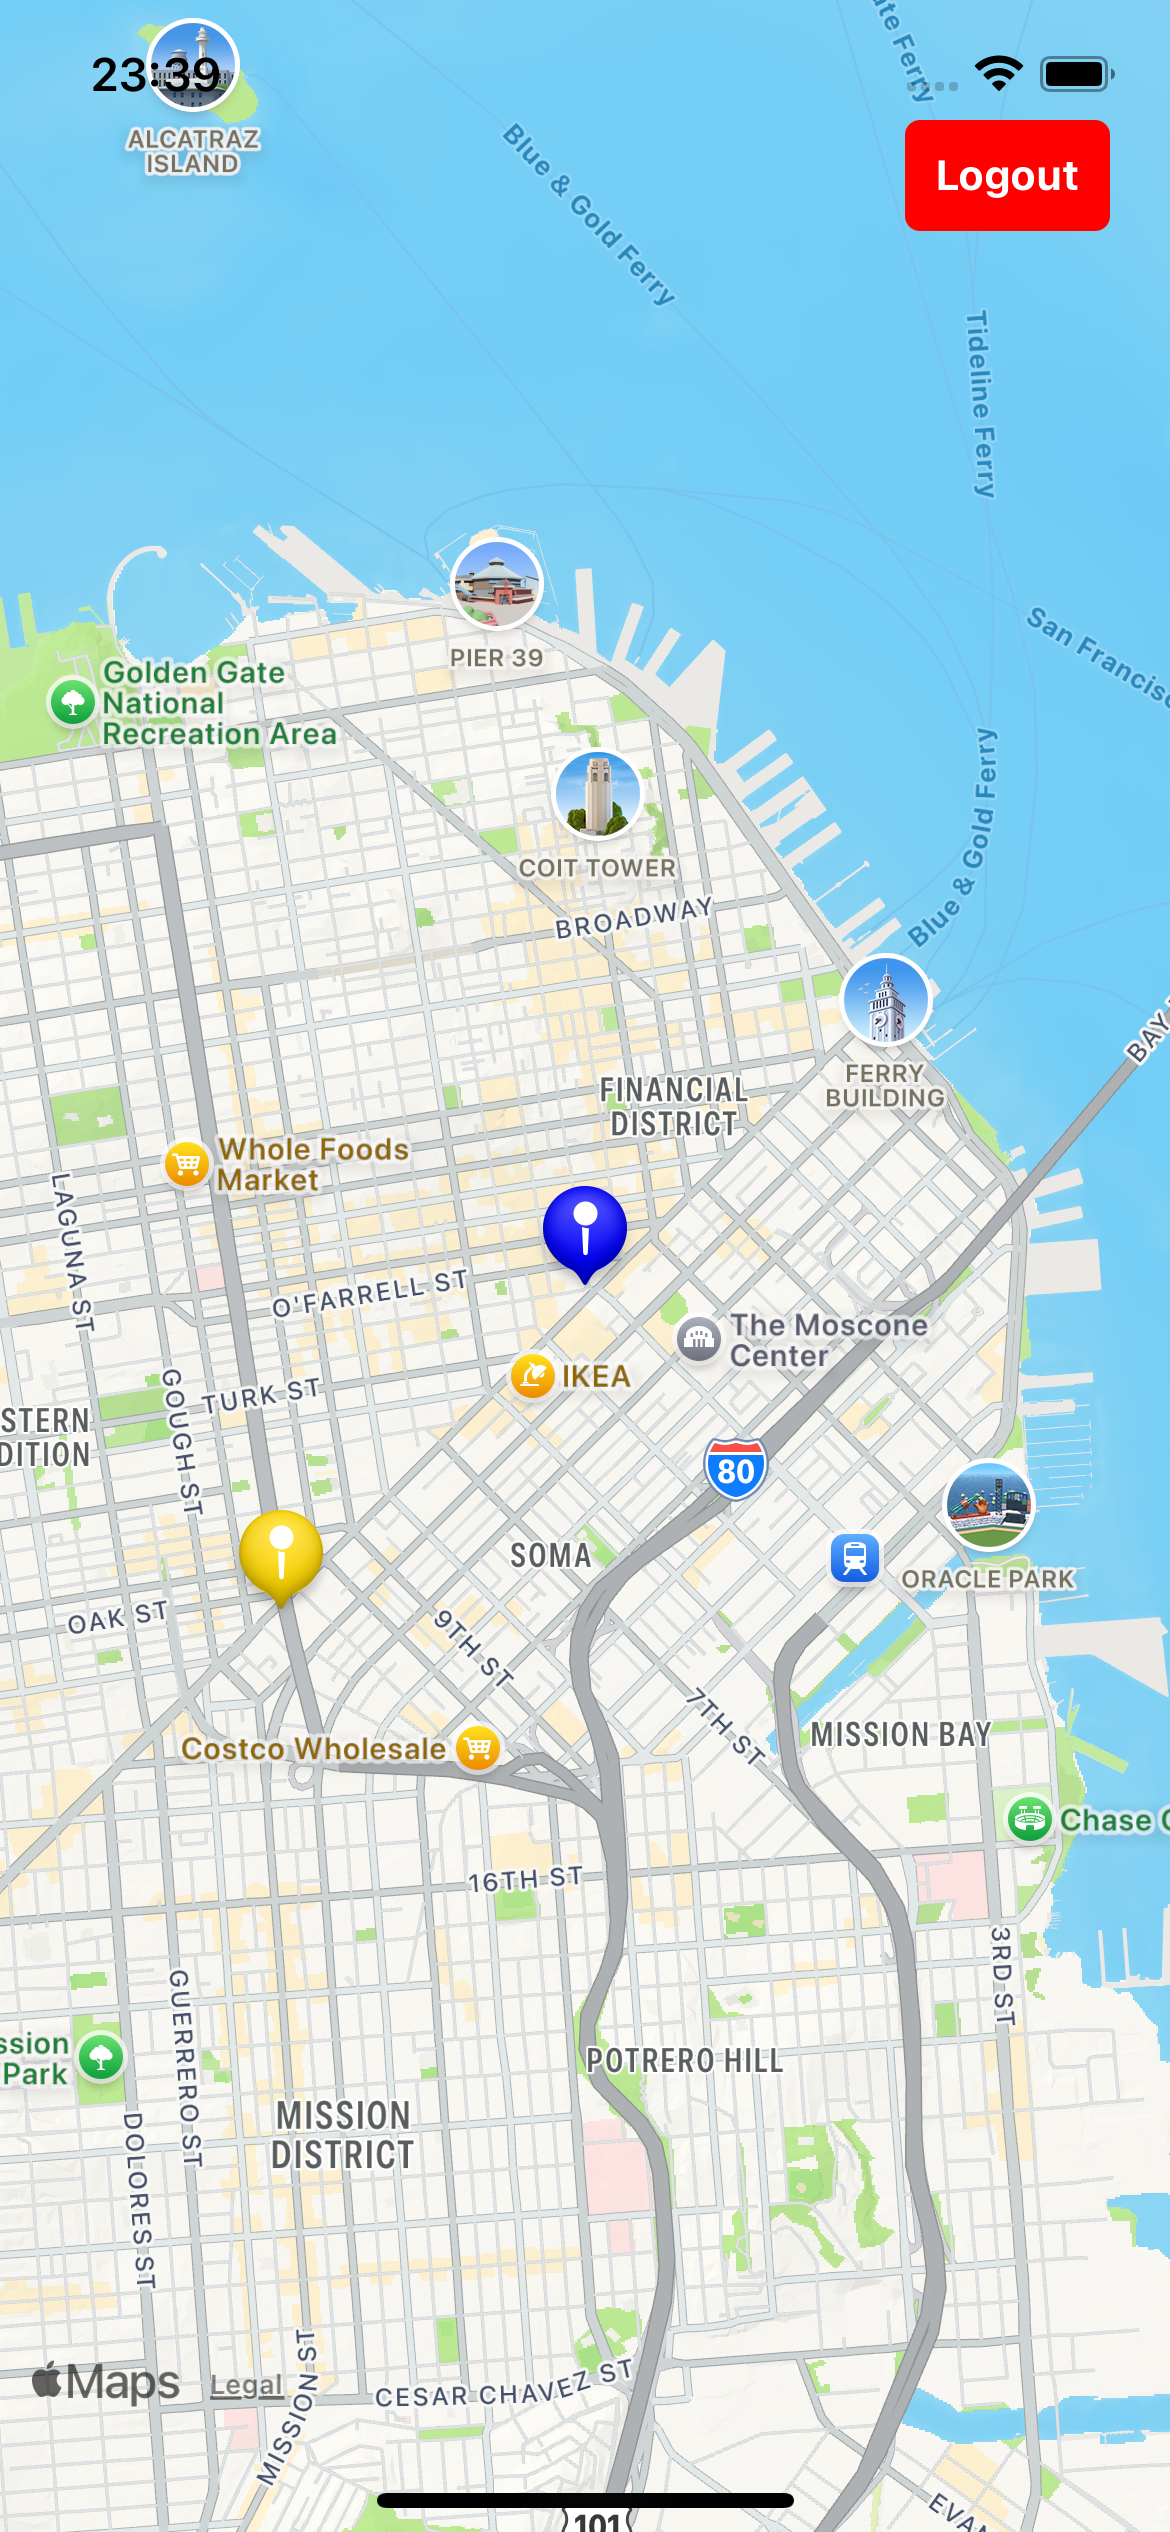 23:39
ALCATRAZ
ISLAND
Ferry
Logout
Blue & Gold Ferry
Tideline Ferry
San
Golden Gate
National
Recreation Area
PIER 39
COIT TOWER
BROADWAY
Blue & Gold Ferry
FERRY
BUILDING
BAY
FINANCIAL
DISTRICT
Whole Foods
Market
LAGUNA ST
O'FARRELL ST
The Moscone
Center
IKEA
TURK ST
GOUGH ST
STERN
DITION
80
SOMA
ORACLE PARK
OAK ST
9TH ST
7TH ST
MISSION BAY
Costco Wholesale
Chase C
16TH ST
3RD ST
GUERRERO ST
ssion
Park
POTRERO HILL
MISSION
DISTRICT
DOLORES ST
Maps
Legal
MISSION ST
CESAR CHAVEZ ST
101